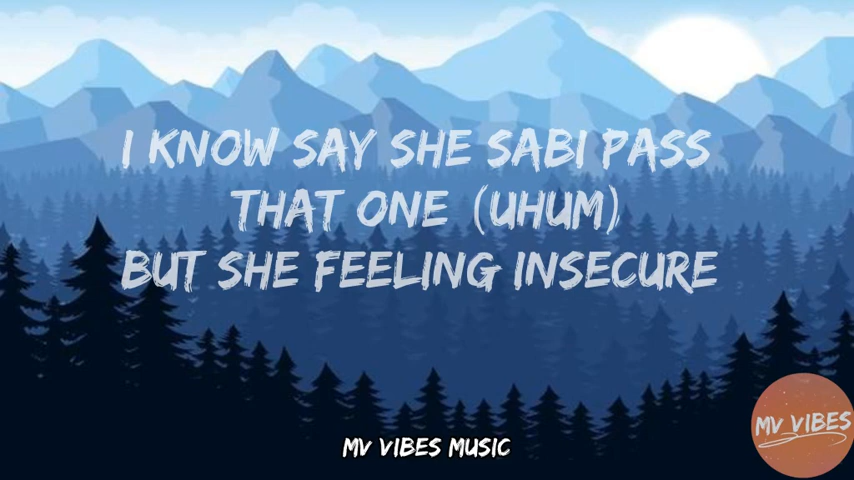 I KNOW SAY SHE SABI PASS
THAT ONE (UHUM)
BUT SHE FEELING INSECURE
MV VIBES
MV VIBES MUSIC